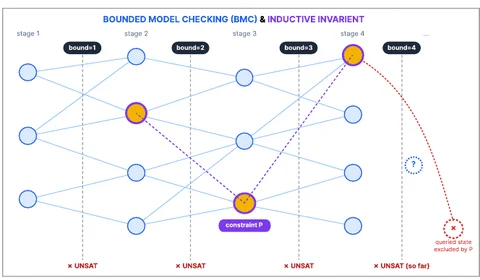 BOUNDED MODEL CHECKING (BMC) & INDUCTIVE INVARIENT
stage 1
stage 2
stage 3
stage 4
...
bound=1
bound=2
bound=3
bound=4
?
×
constraint P
queried state
excluded by P
× UNSAT
× UNSAT
× UNSAT
× UNSAT (so far)